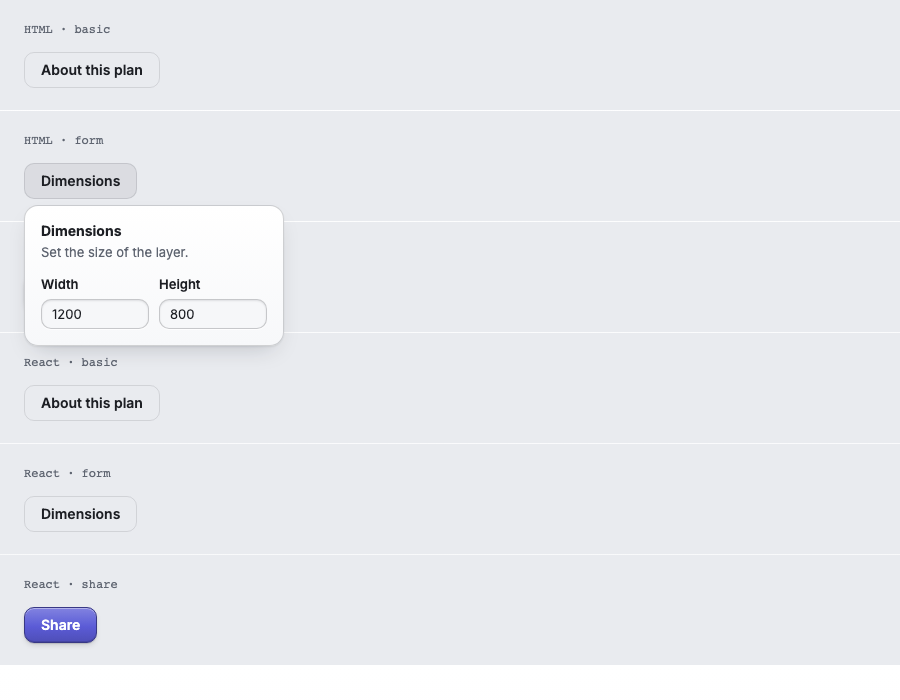 HTML · basic
About this plan
HTML · form
Dimensions
Dimensions
Set the size of the layer.
Width Height
1200 800
React · basic
About this plan
React · form
Dimensions
React · share
Share